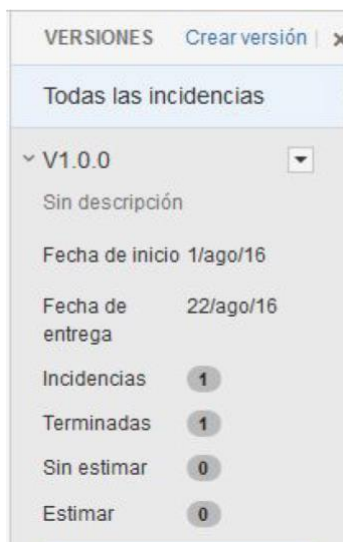 VERSIONES Crear versión
Todas las incidencias
V1.0.0
Sin descripción
Fecha de inicio 1/ago/16
Fecha de 22/ago/16
entrega
Incidencias 1
Terminadas 1
Sin estimar 0
Estimar 0